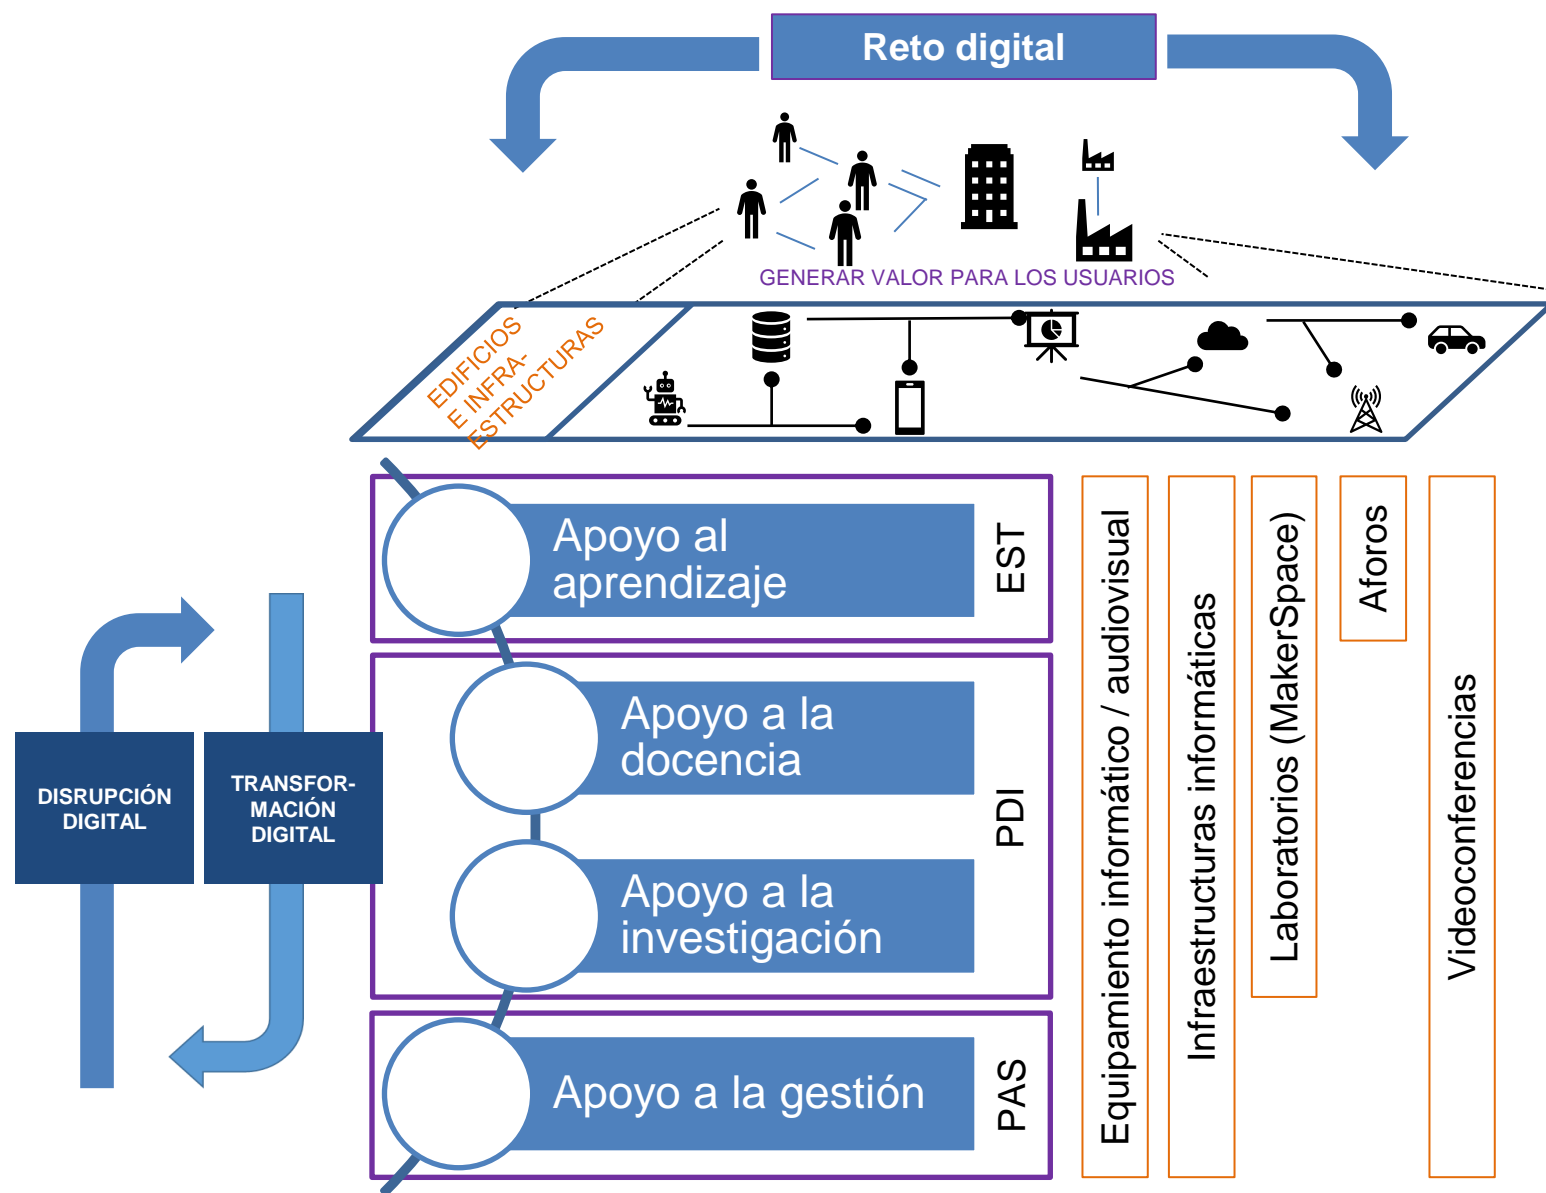 Reto digital
GENERAR VALOR PARA LOS USUARIOS
EDIFICIOS
E INFRA-
ESTRUCTURAS
Apoyo al
aprendizaje
EST
Apoyo a la
docencia
Apoyo a la
investigación
PDI
Apoyo a la gestión
PAS
DISRUPCIÓN
DIGITAL
TRANSFOR-
MACIÓN
DIGITAL
Equipamiento informático / audiovisual
Infraestructuras informáticas
Laboratorios (MakerSpace)
Aforos
Videoconferencias